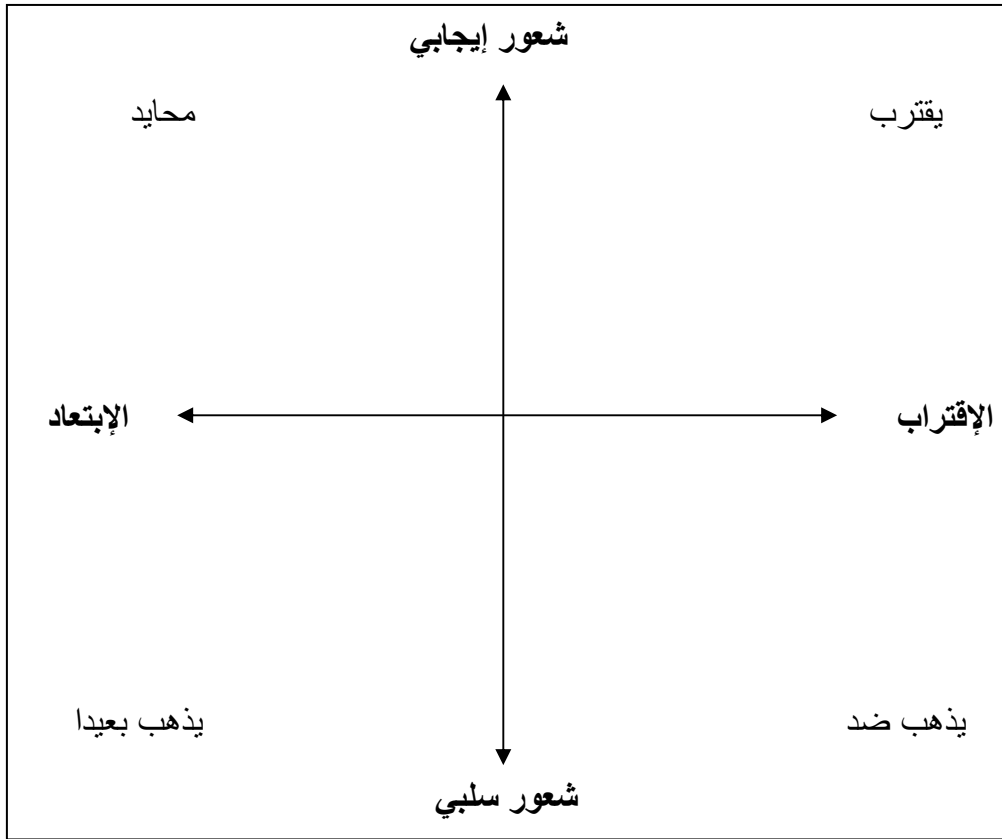 شعور إيجابي
يقترب
محايد
الإقتراب
الإبتعاد
يذهب ضد
يذهب بعيدا
شعور سلبي